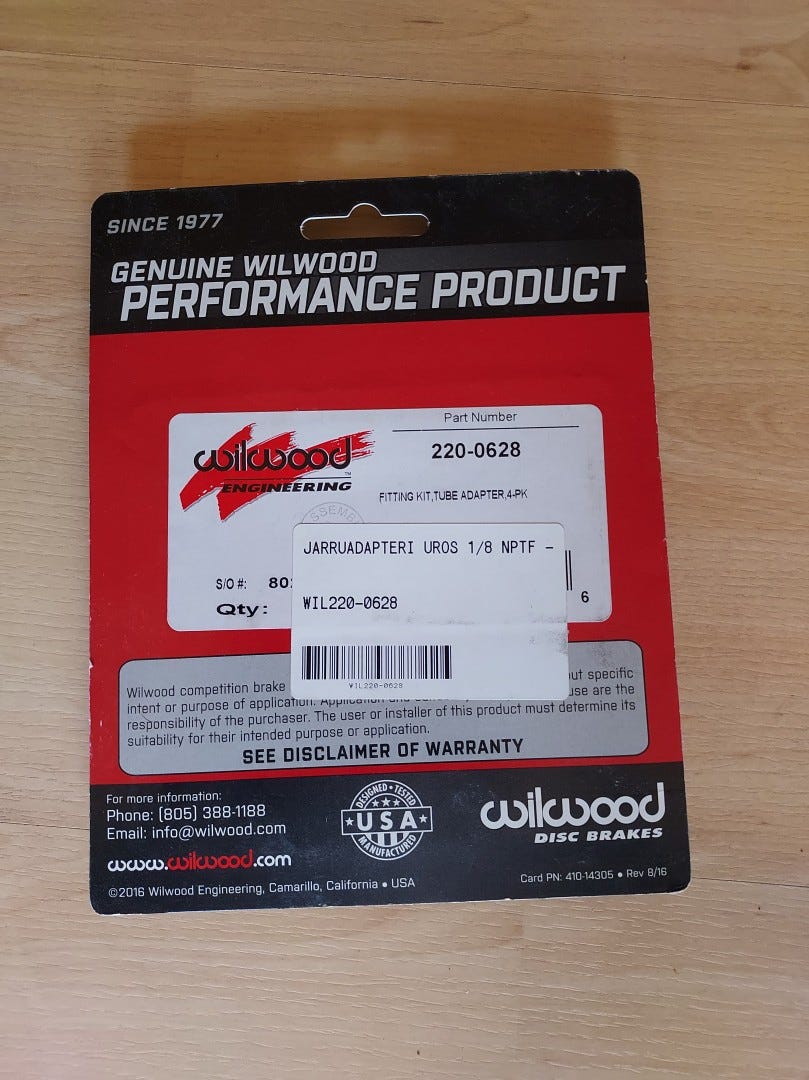 SINCE 1977
GENUINE WILWOOD
PERFORMANCE PRODUCT
Part Number
220-0628
wilwood
TM
ENGINEERING
FITTING KIT,TUBE ADAPTER,4-PK
JARRUADAPTERI UROS 1/8 NPTF -
WIL220-0628
WIL220-0628
S/O #:
Qty:
6
Wilwood competition brake
specific
intent or purpose of application. Application and
use are the
responsibility of the purchaser. The user or installer of this product must determine its
suitability for their intended purpose or application.
SEE DISCLAIMER OF WARRANTY
For more information:
Phone: (805) 388-1188
Email: info@wilwood.com
www.wilwood.com
©2016 Wilwood Engineering, Camarillo, California • USA
DESIGNED • TESTED
USA
MANUFACTURED
wilwood
DISC BRAKES
Card PN: 410-14305 • Rev 8/16